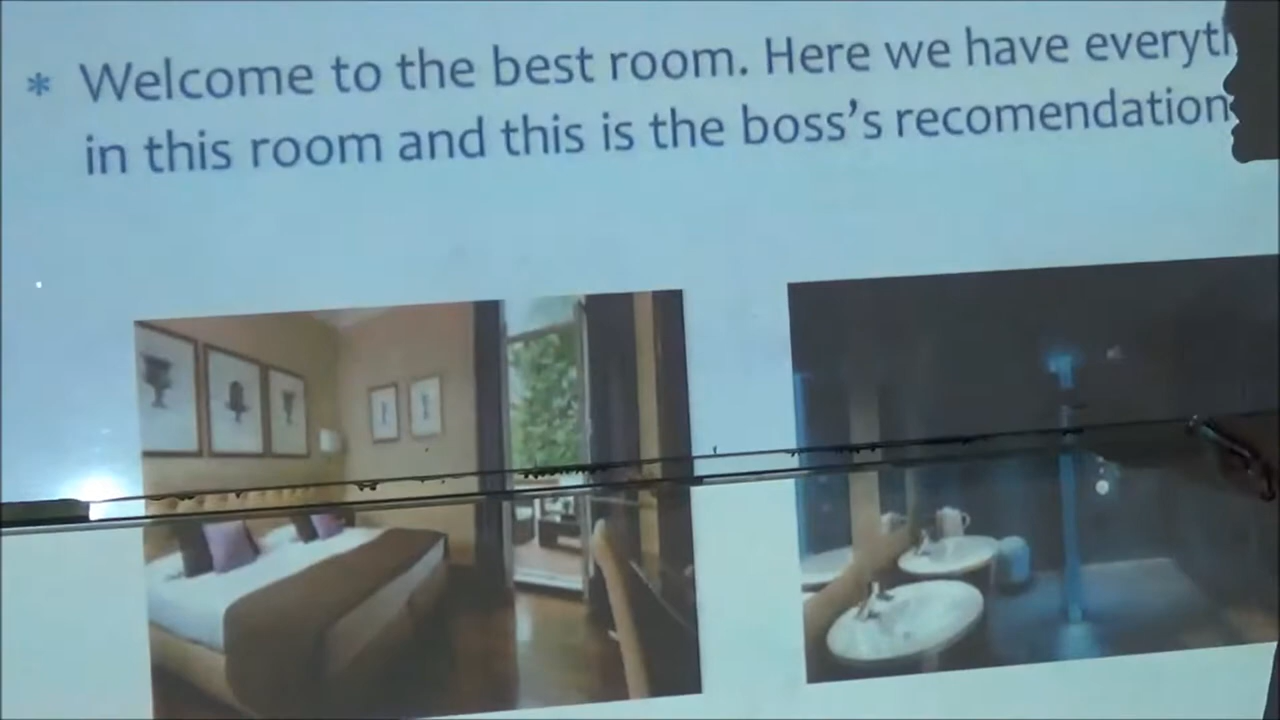 * Welcome to the best room. Here we have everyth
in this room and this is the boss's recomendation